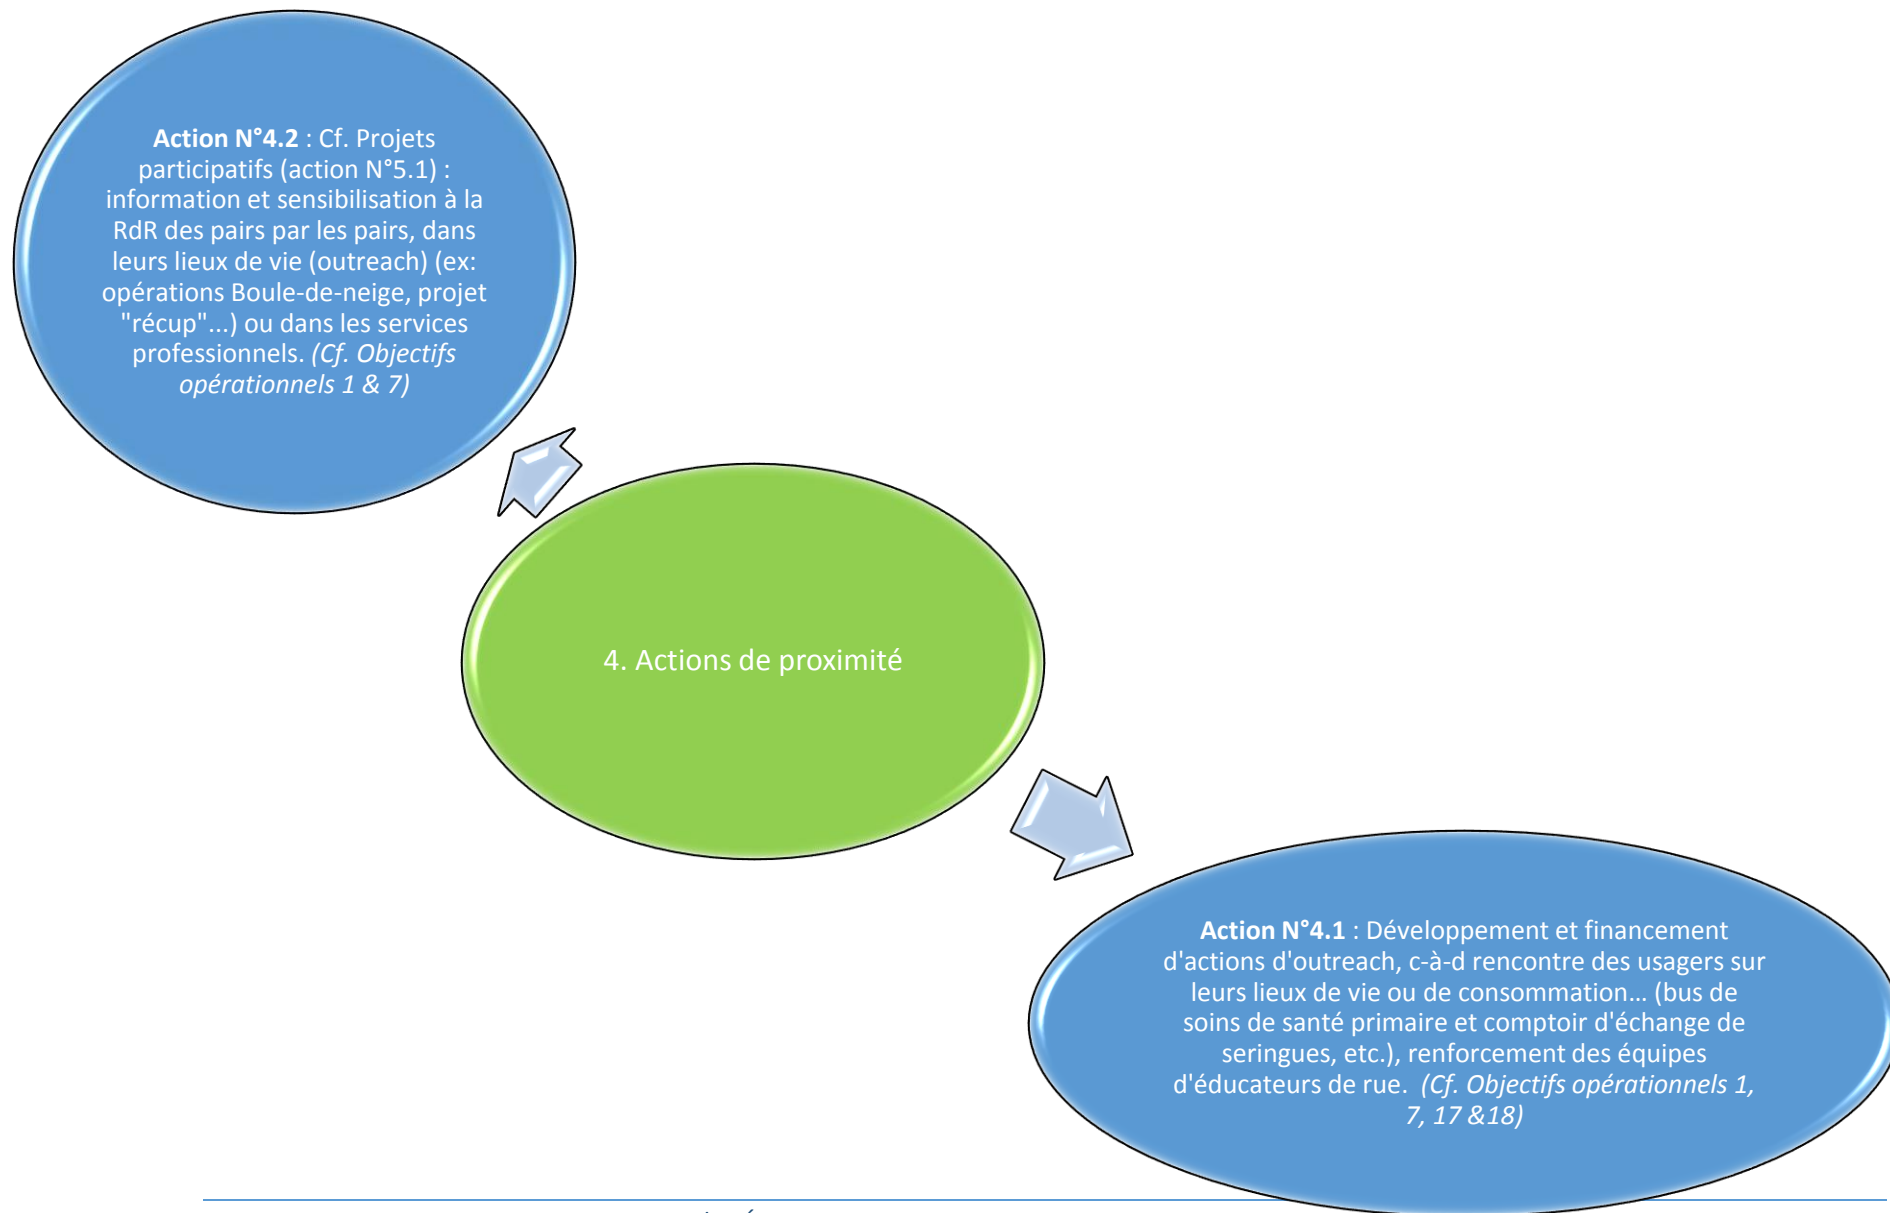 Action N°4.2 : Cf. Projets
participatifs (action N°5.1) :
information et sensibilisation à la
RdR des pairs par les pairs, dans
leurs lieux de vie (outreach) (ex:
opérations Boule-de-neige, projet
"récup"...) ou dans les services
professionnels. (Cf. Objectifs
opérationnels 1 & 7)
4. Actions de proximité
Action N°4.1 : Développement et financement
d'actions d'outreach, c-à-d rencontre des usagers sur
leurs lieux de vie ou de consommation… (bus de
soins de santé primaire et comptoir d'échange de
seringues, etc.), renforcement des équipes
d'éducateurs de rue.  (Cf. Objectifs opérationnels 1,
7, 17 &18)